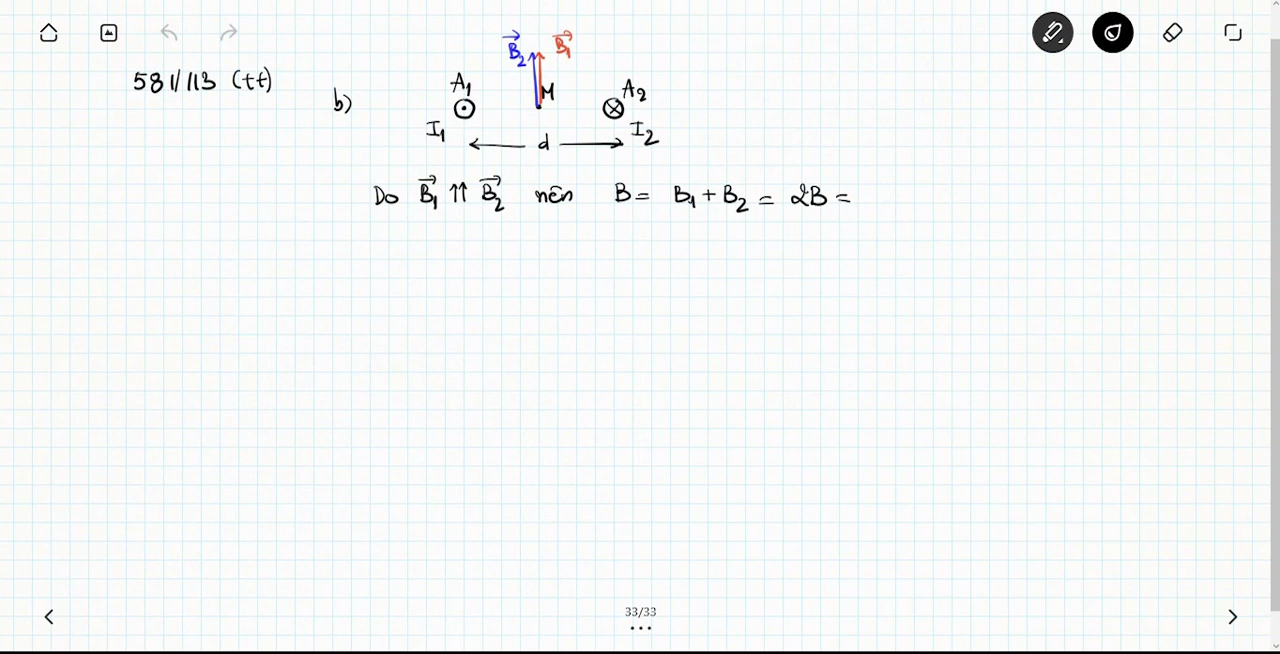 581/113 (tt)
b)
B₂⃗ B₁⃗
A₁ M A₂
I₁ d I₂
Do B₁⃗ ↑↑ B₂⃗ nên B = B₁ + B₂ = 2B =
33/33